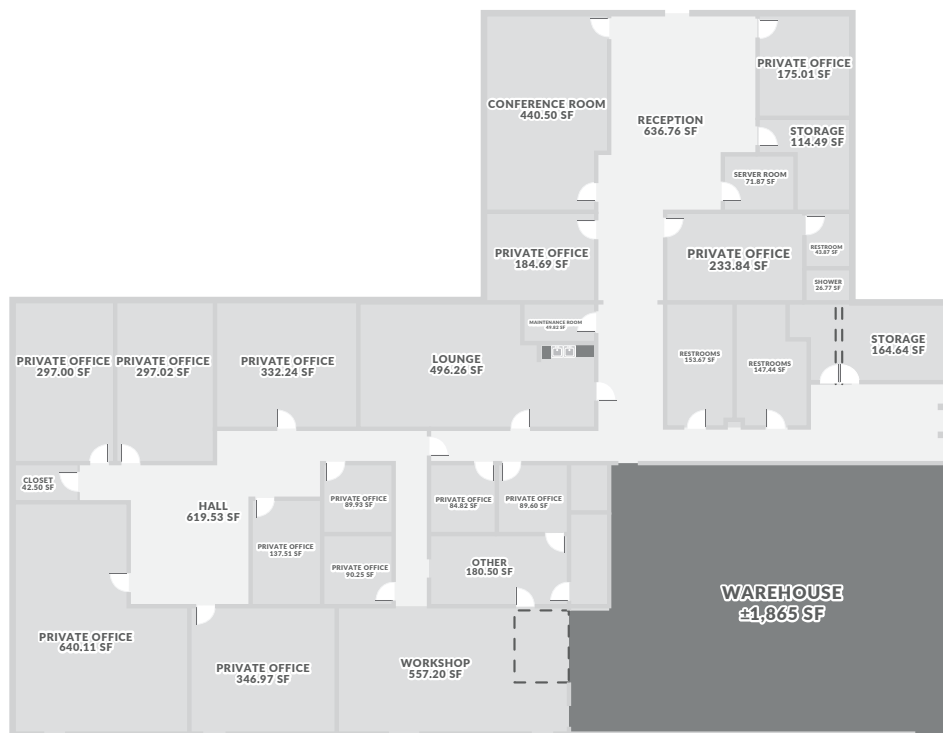 PRIVATE OFFICE
175.01 SF
CONFERENCE ROOM
440.50 SF
RECEPTION
636.76 SF
STORAGE
114.49 SF
SERVER ROOM
71.87 SF
PRIVATE OFFICE
184.69 SF
PRIVATE OFFICE
233.84 SF
RESTROOM
43.87 SF
SHOWER
26.77 SF
MAINTENANCE ROOM
49.82 SF
PRIVATE OFFICE
297.00 SF
PRIVATE OFFICE
297.02 SF
PRIVATE OFFICE
332.24 SF
LOUNGE
496.26 SF
RESTROOMS
153.67 SF
RESTROOMS
147.44 SF
STORAGE
164.64 SF
CLOSET
42.50 SF
HALL
619.53 SF
PRIVATE OFFICE
89.93 SF
PRIVATE OFFICE
84.82 SF
PRIVATE OFFICE
89.60 SF
PRIVATE OFFICE
137.51 SF
PRIVATE OFFICE
90.25 SF
OTHER
180.50 SF
WAREHOUSE
±1,865 SF
PRIVATE OFFICE
640.11 SF
PRIVATE OFFICE
346.97 SF
WORKSHOP
557.20 SF